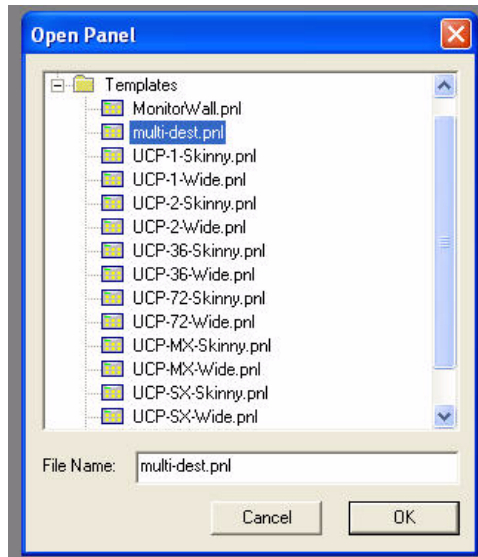 Open Panel
Templates
MonitorWall.pnl
multi-dest.pnl
UCP-1-Skinny.pnl
UCP-1-Wide.pnl
UCP-2-Skinny.pnl
UCP-2-Wide.pnl
UCP-36-Skinny.pnl
UCP-36-Wide.pnl
UCP-72-Skinny.pnl
UCP-72-Wide.pnl
UCP-MX-Skinny.pnl
UCP-MX-Wide.pnl
UCP-SX-Skinny.pnl
UCP-SX-Wide.pnl
File Name: multi-dest.pnl
Cancel OK